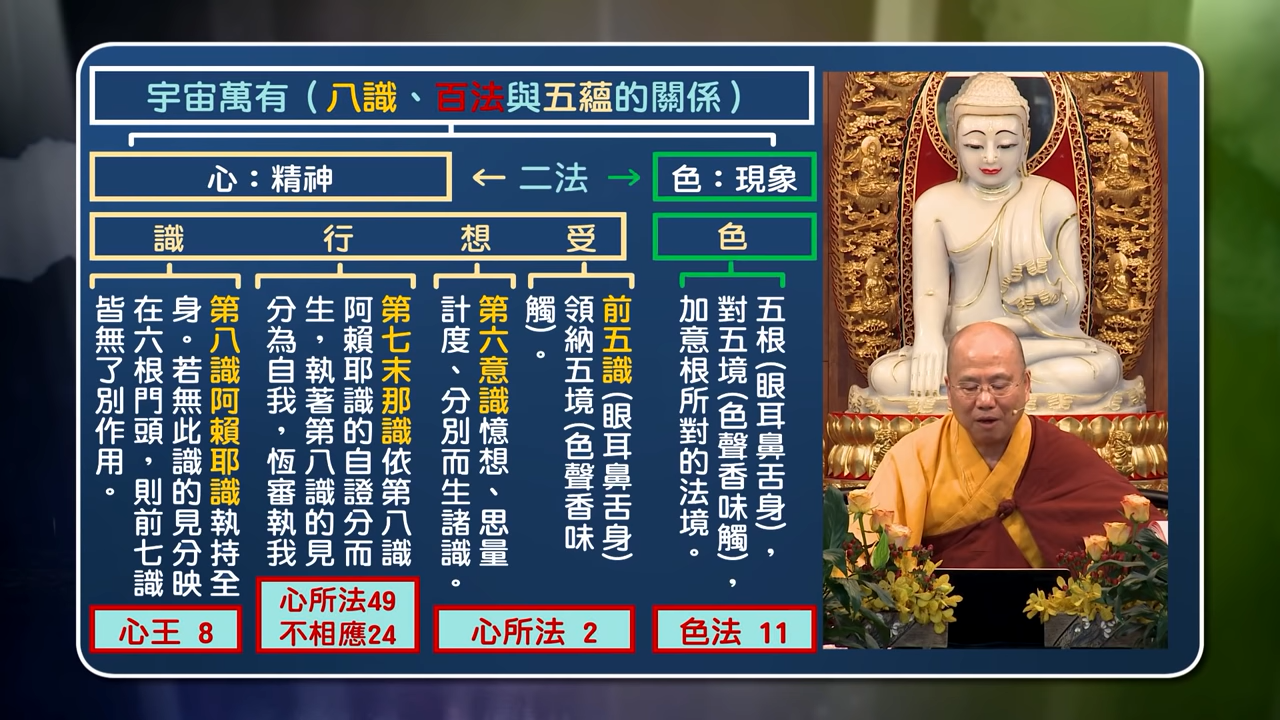 宇宙萬有（八識、百法與五蘊的關係）
心：精神
←二法→
色：現象
識 行 想 受
色
五根(眼耳鼻舌身)，
對五境(色聲香味觸)，
加意根所對的法境。
前五識(眼耳鼻舌身)
領納五境(色聲香味
觸)。
第六意識憶想、思量
計度、分別而生諸識。
第七末那識依第八識
阿賴耶識的自證分而
生，執著第八識的見
分為自我，恆審執我
第八識阿賴耶識執持全
身。若無此識的見分映
在六根門頭，則前七識
皆無了別作用。
心王 8
心所法49
不相應24
心所法 2
色法 11